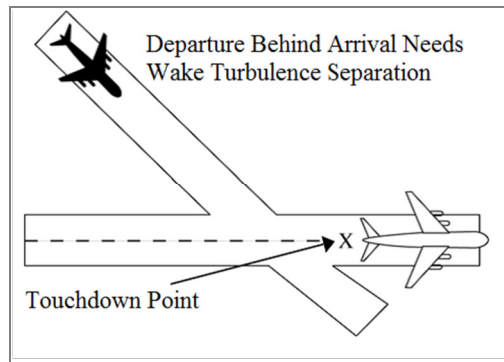 Departure Behind Arrival Needs
Wake Turbulence Separation
X
Touchdown Point